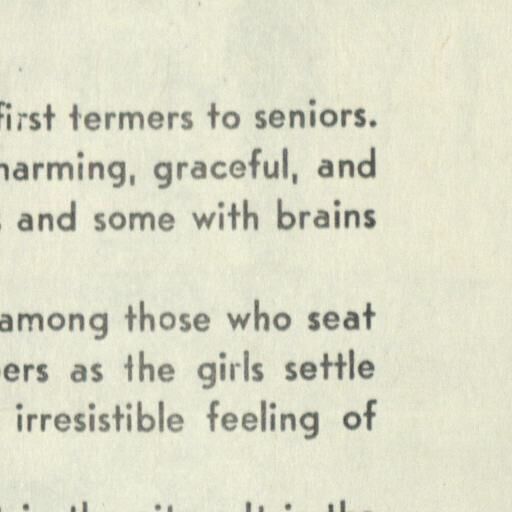 first termers to seniors.
harming, graceful, and
and some with brains
among those who seat
ers as the girls settle
irresistible feeling of